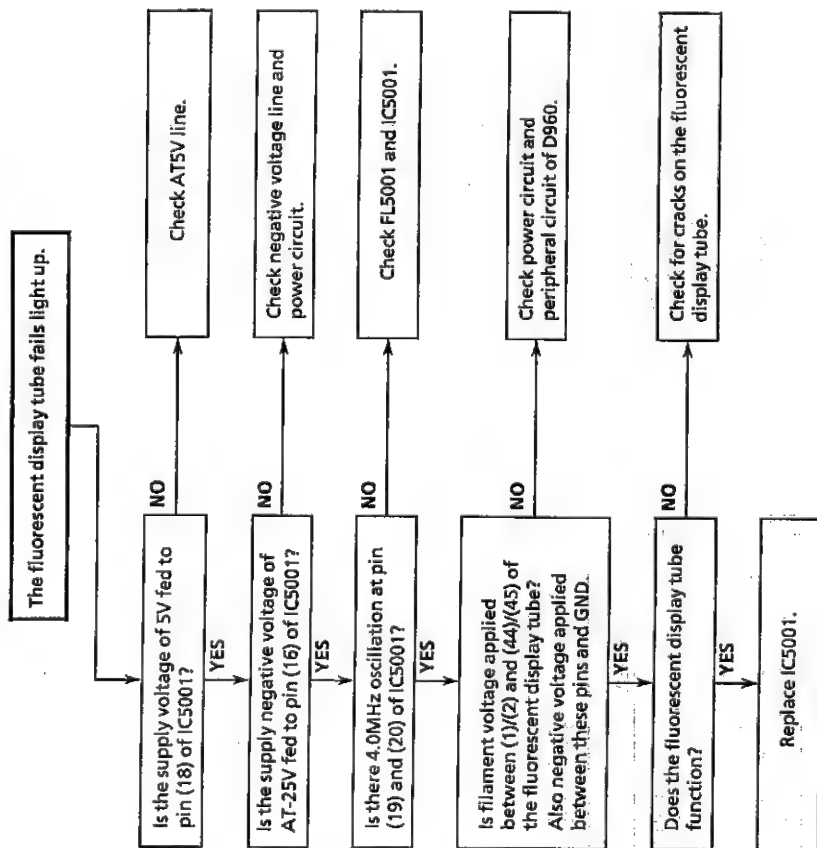 The fluorescent display tube fails light up.
Is the supply voltage of 5V fed to
pin (18) of IC5001?
NO
Check AT5V line.
YES
Is the supply negative voltage of
AT-25V fed to pin (16) of IC5001?
NO
Check negative voltage line and
power circuit.
YES
Is there 4.0MHz oscillation at pin
(19) and (20) of IC5001?
NO
Check FL5001 and IC5001.
YES
Is filament voltage applied
between (1)/(2) and (44)/(45) of
the fluorescent display tube?
Also negative voltage applied
between these pins and GND.
NO
Check power circuit and
peripheral circuit of D960.
YES
Does the fluorescent display tube
function?
NO
Check for cracks on the fluorescent
display tube.
YES
Replace IC5001.